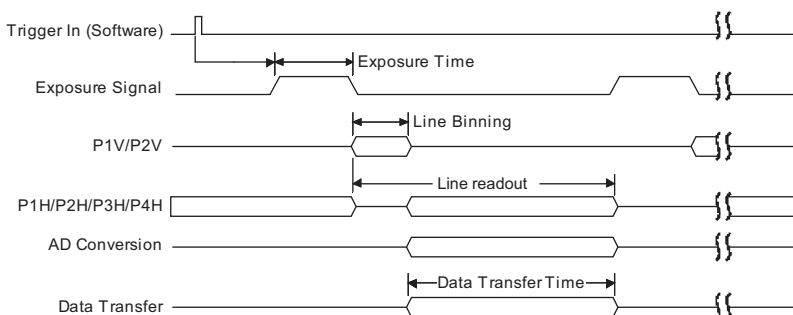 Trigger In (Software)
Exposure Time
Exposure Signal
Line Binning
P1V/P2V
Line readout
P1H/P2H/P3H/P4H
AD Conversion
Data Transfer Time
Data Transfer